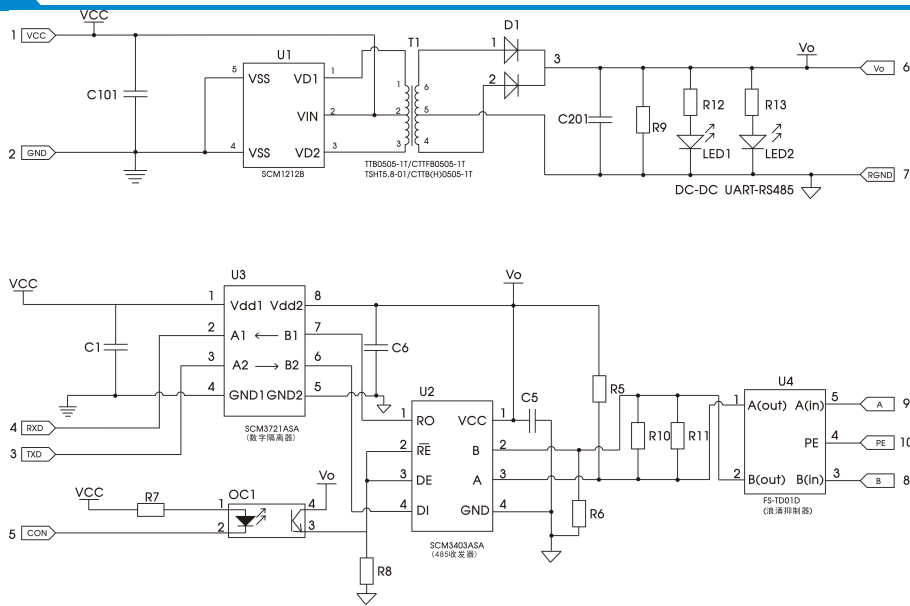 VCC
1 VCC
C101
2 GND
U1
5 VSS VD1 1
VIN 2
4 VSS VD2 3
SCM1212B
T1
1 6
2 5
3 4
TTB0505-1T/CTTFB0505-1T
TSHT5.8-01/CTTB(H)0505-1T
D1
1
2
3
C201
R9
R12
R13
LED1
LED2
Vo
Vo 6
RGND 7
DC-DC UART-RS485
VCC
C1
U3
1 Vdd1 Vdd2 8
2 A1 B1 7
3 A2 B2 6
4 GND1 GND2 5
SCM3721ASA
(数字隔离器)
C6
4 RXD
3 TXD
VCC
R7
OC1
1 4
2 3
Vo
5 CON
R8
Vo
U2
1 RO VCC 1
2 RE B 2
3 DE A 3
4 DI GND 4
SCM3403ASA
(485收发器)
C5
R5
R6
R10
R11
U4
1 A(out) A(in) 5
PE 4
2 B(out) B(in) 3
FS-TD01D
(浪涌抑制器)
A 9
PE 10
B 8